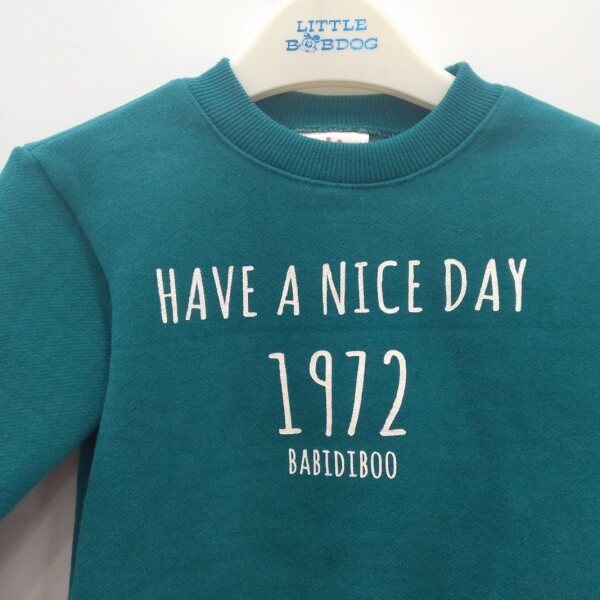 LITTLE
BOBDOG
HAVE A NICE DAY
1972
BABIDIBOO